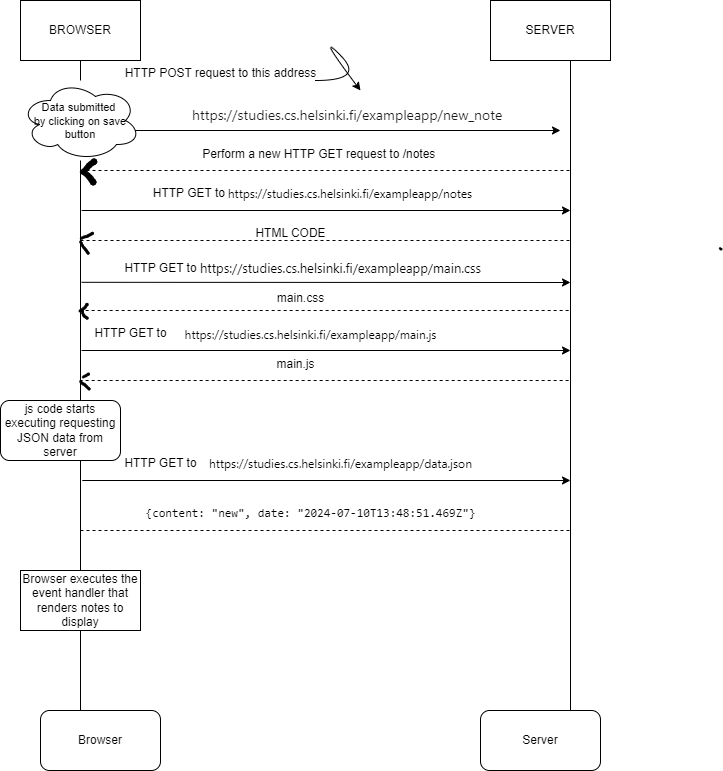 BROWSER
SERVER
HTTP POST request to this address
Data submitted
by clicking on save
button
https://studies.cs.helsinki.fi/exampleapp/new_note
Perform a new HTTP GET request to /notes
HTTP GET to https://studies.cs.helsinki.fi/exampleapp/notes
HTML CODE
HTTP GET to https://studies.cs.helsinki.fi/exampleapp/main.css
main.css
HTTP GET to https://studies.cs.helsinki.fi/exampleapp/main.js
main.js
js code starts
executing requesting
JSON data from
server
HTTP GET to https://studies.cs.helsinki.fi/exampleapp/data.json
{content: "new", date: "2024-07-10T13:48:51.469Z"}
Browser executes the
event handler that
renders notes to
display
Browser
Server